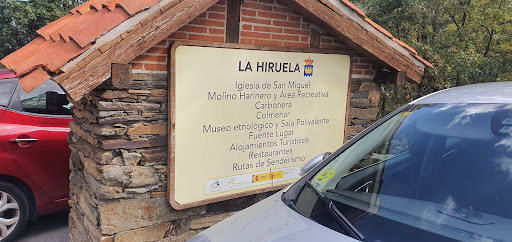 LA HIRUELA
Iglesia de San Miguel
Molino Harinero y Área Recreativa
Carbonera
Colmenar
Museo etnológico y Sala Polivalente
Fuente Lugar
Alojamientos Turísticos
Restaurantes
Rutas de Senderismo